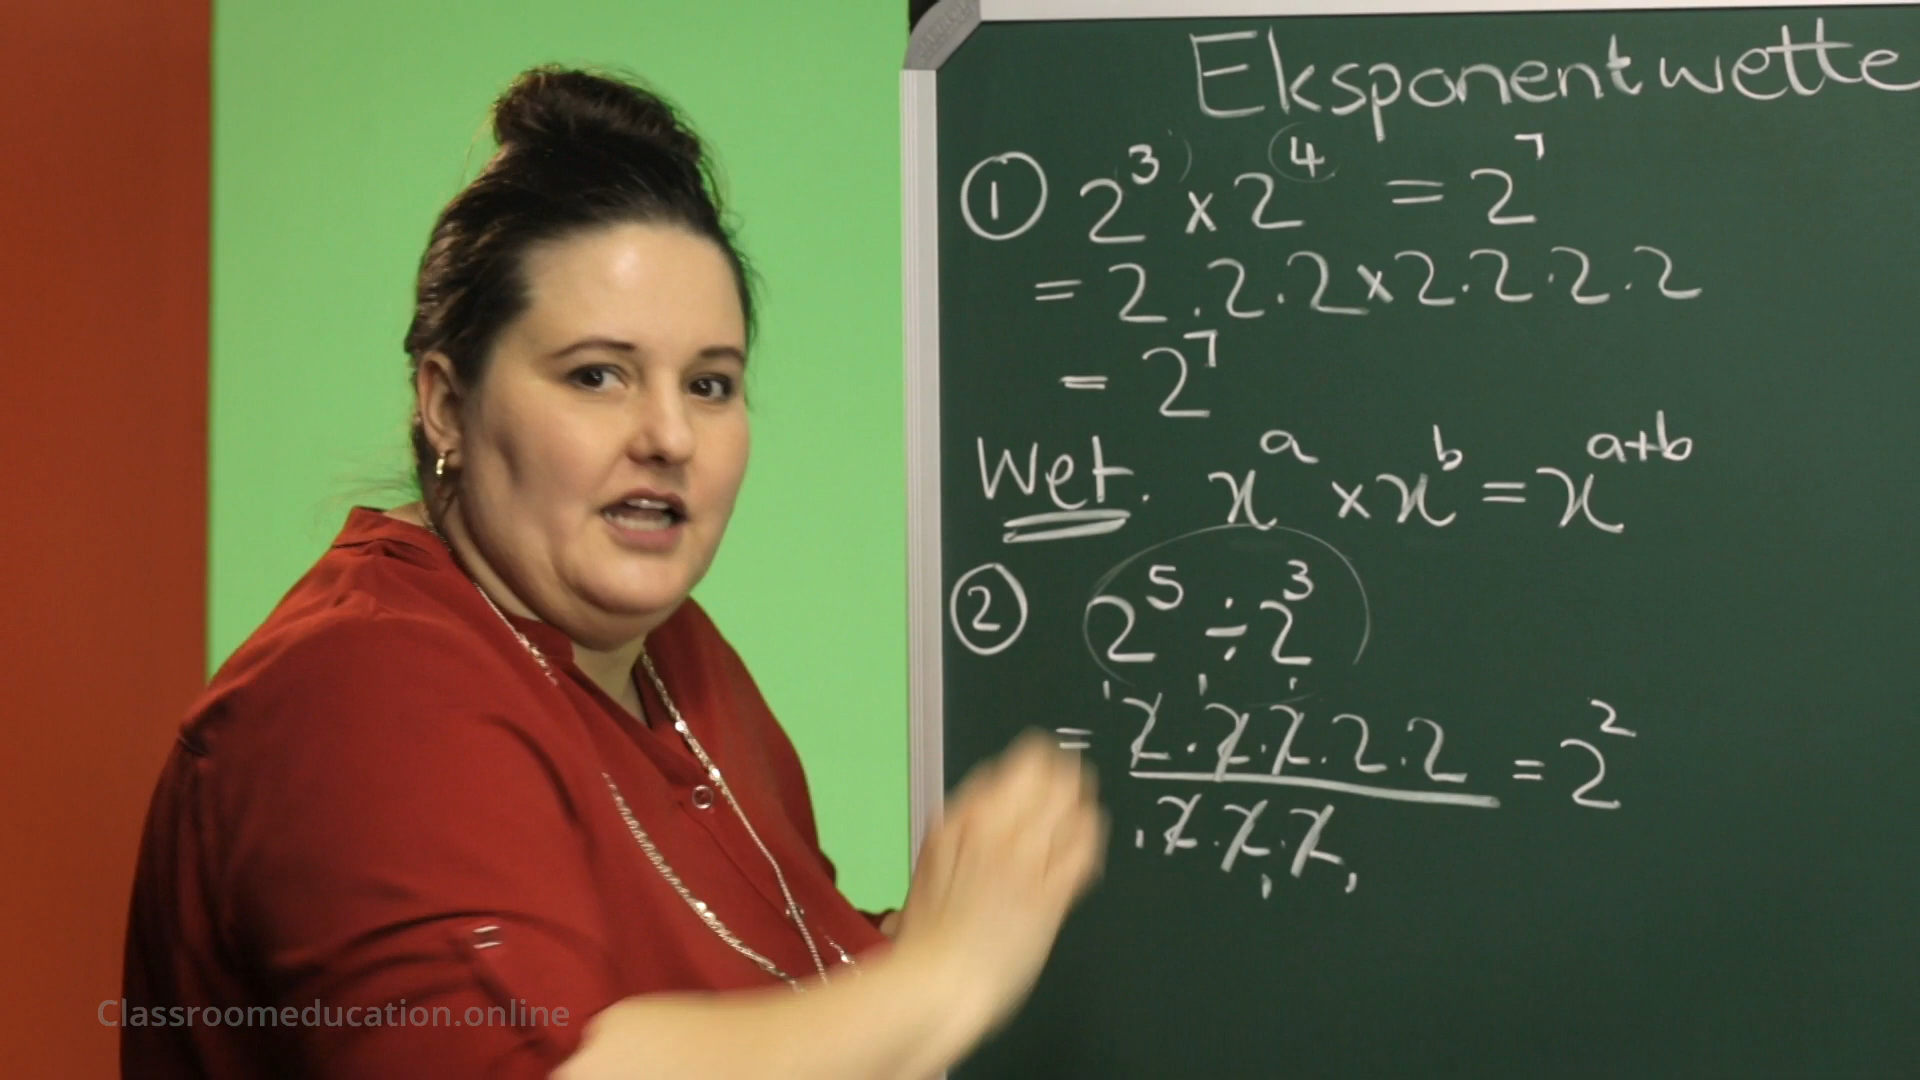 Eksponentwette
① 2³ x 2⁴ = 2⁷
= 2.2.2x2.2.2.2
= 2⁷
Wet. xᵃ × xᵇ = xᵃ⁺ᵇ
② 2⁵ ÷ 2³
= 2.2.2.2.2 / 2.2.2 = 2²
Classroomeducation.online